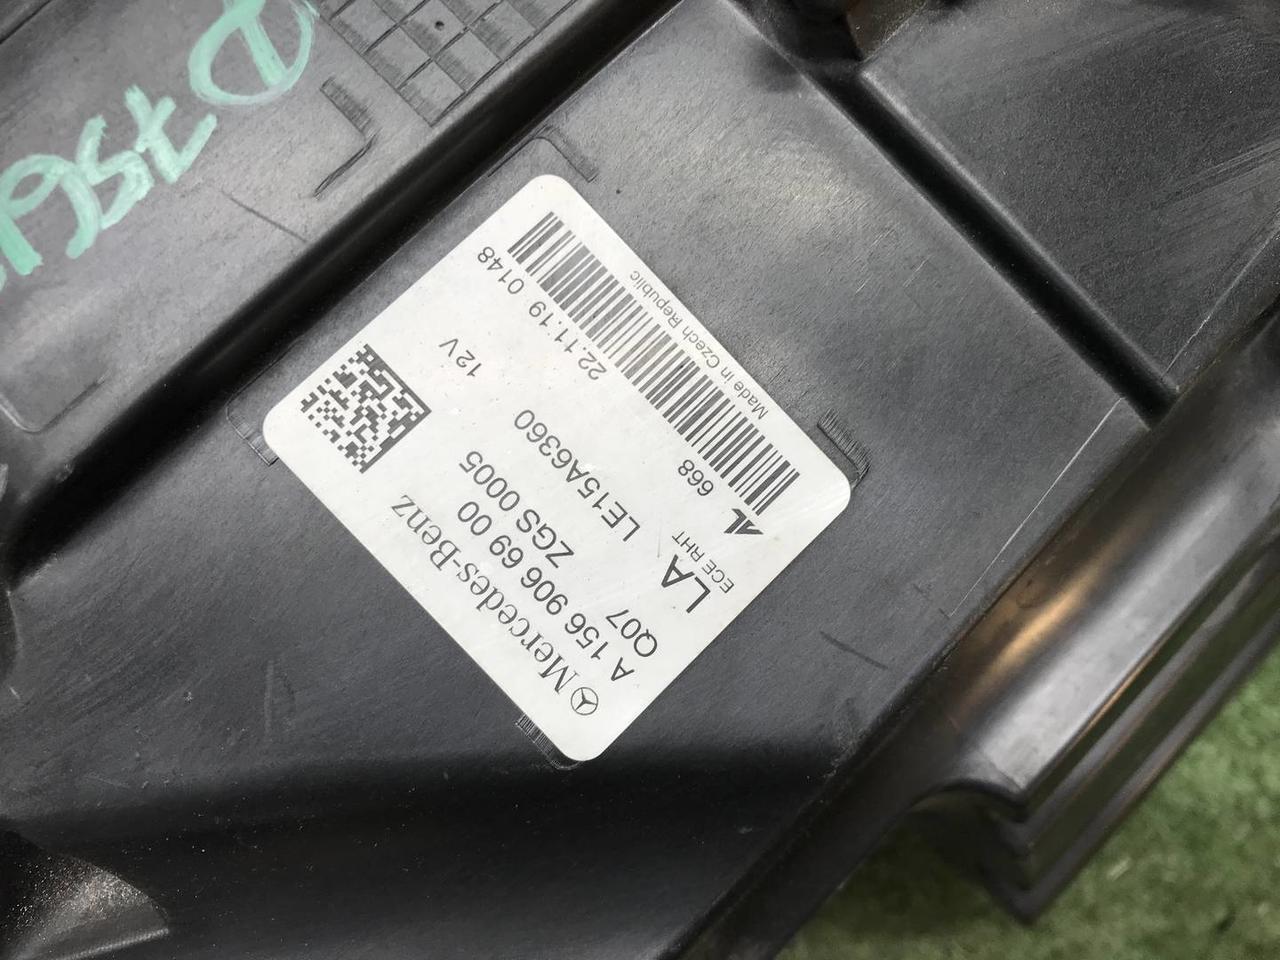 Mercedes-Benz
A 156 906 69 00
Q07 ZGS 0005
LA LE15A6360 12V
ECE RHT
AL 668 22.11.19 0148
Made in Czech Republic